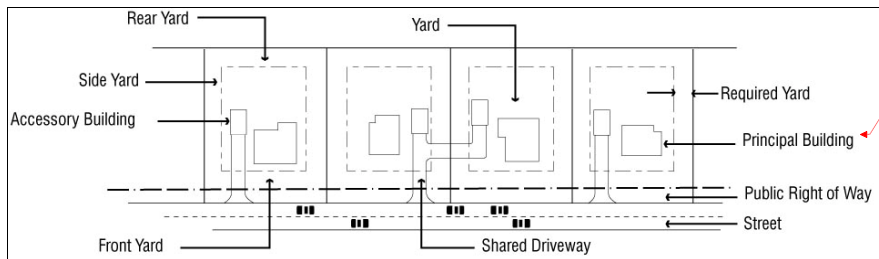 Rear Yard
Yard
Side Yard
Required Yard
Accessory Building
Principal Building
Public Right of Way
Street
Front Yard
Shared Driveway